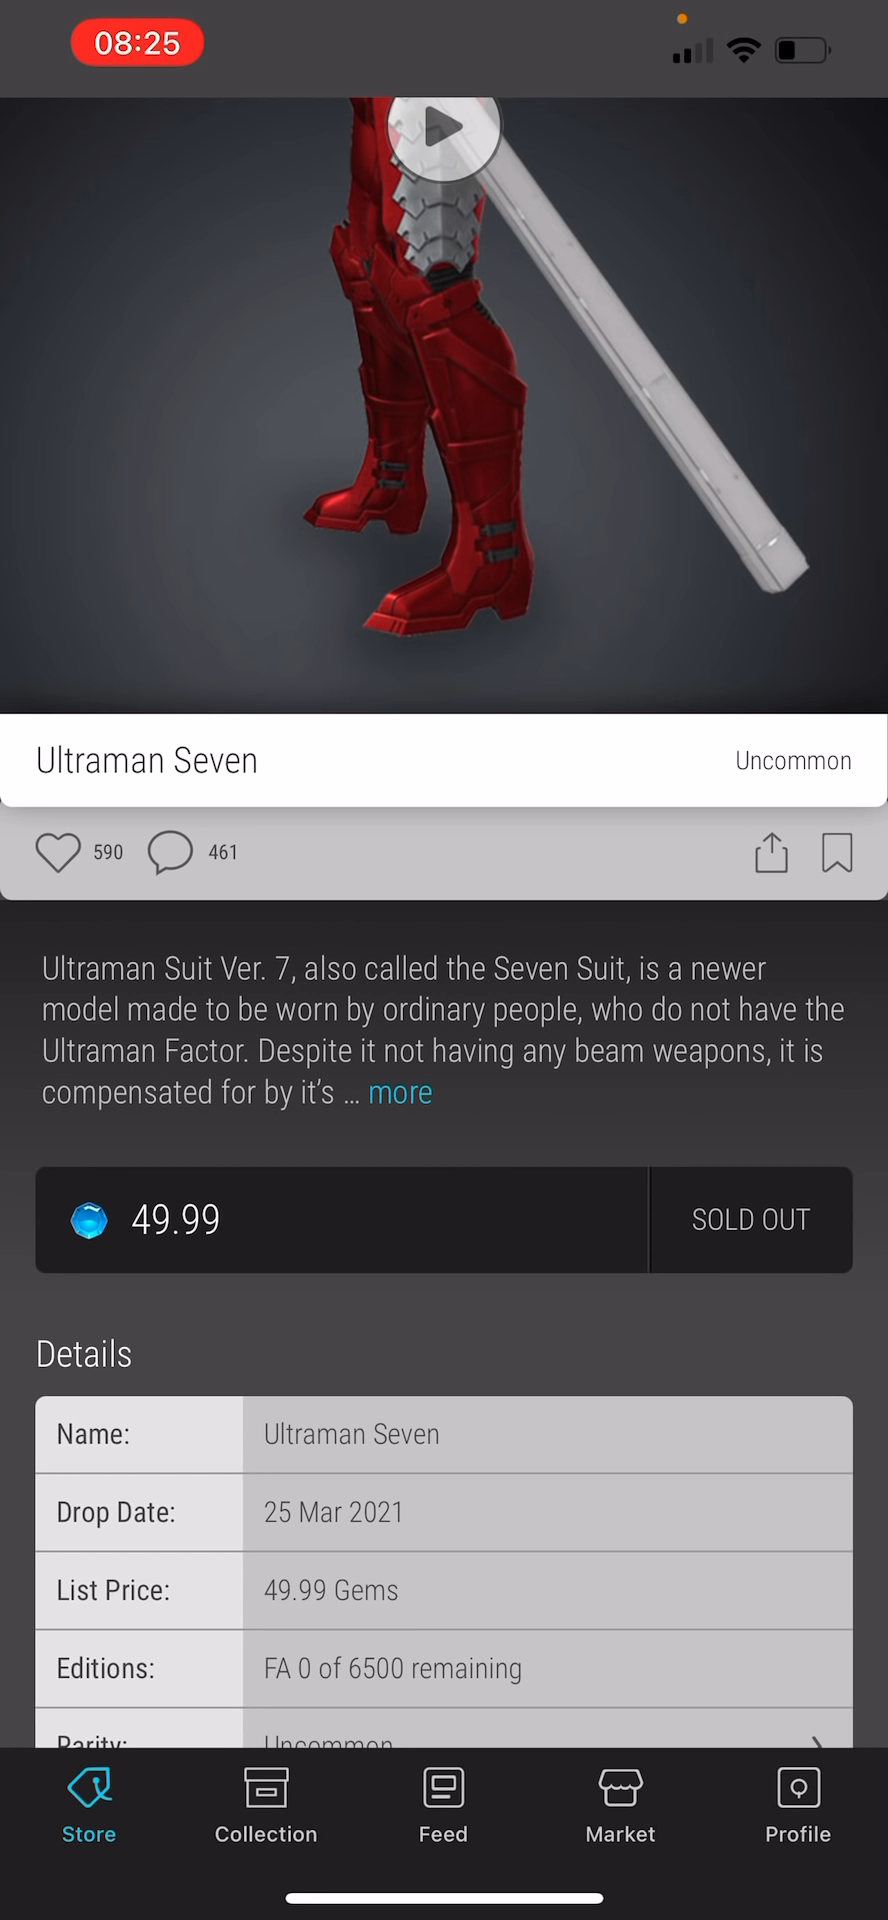 08:25
Ultraman Seven
Uncommon
590
461
Ultraman Suit Ver. 7, also called the Seven Suit, is a newer
model made to be worn by ordinary people, who do not have the
Ultraman Factor. Despite it not having any beam weapons, it is
compensated for by it’s ... more
49.99
SOLD OUT
Details
Name: Ultraman Seven
Drop Date: 25 Mar 2021
List Price: 49.99 Gems
Editions: FA 0 of 6500 remaining
Rarity: Uncommon
Store
Collection
Feed
Market
Profile